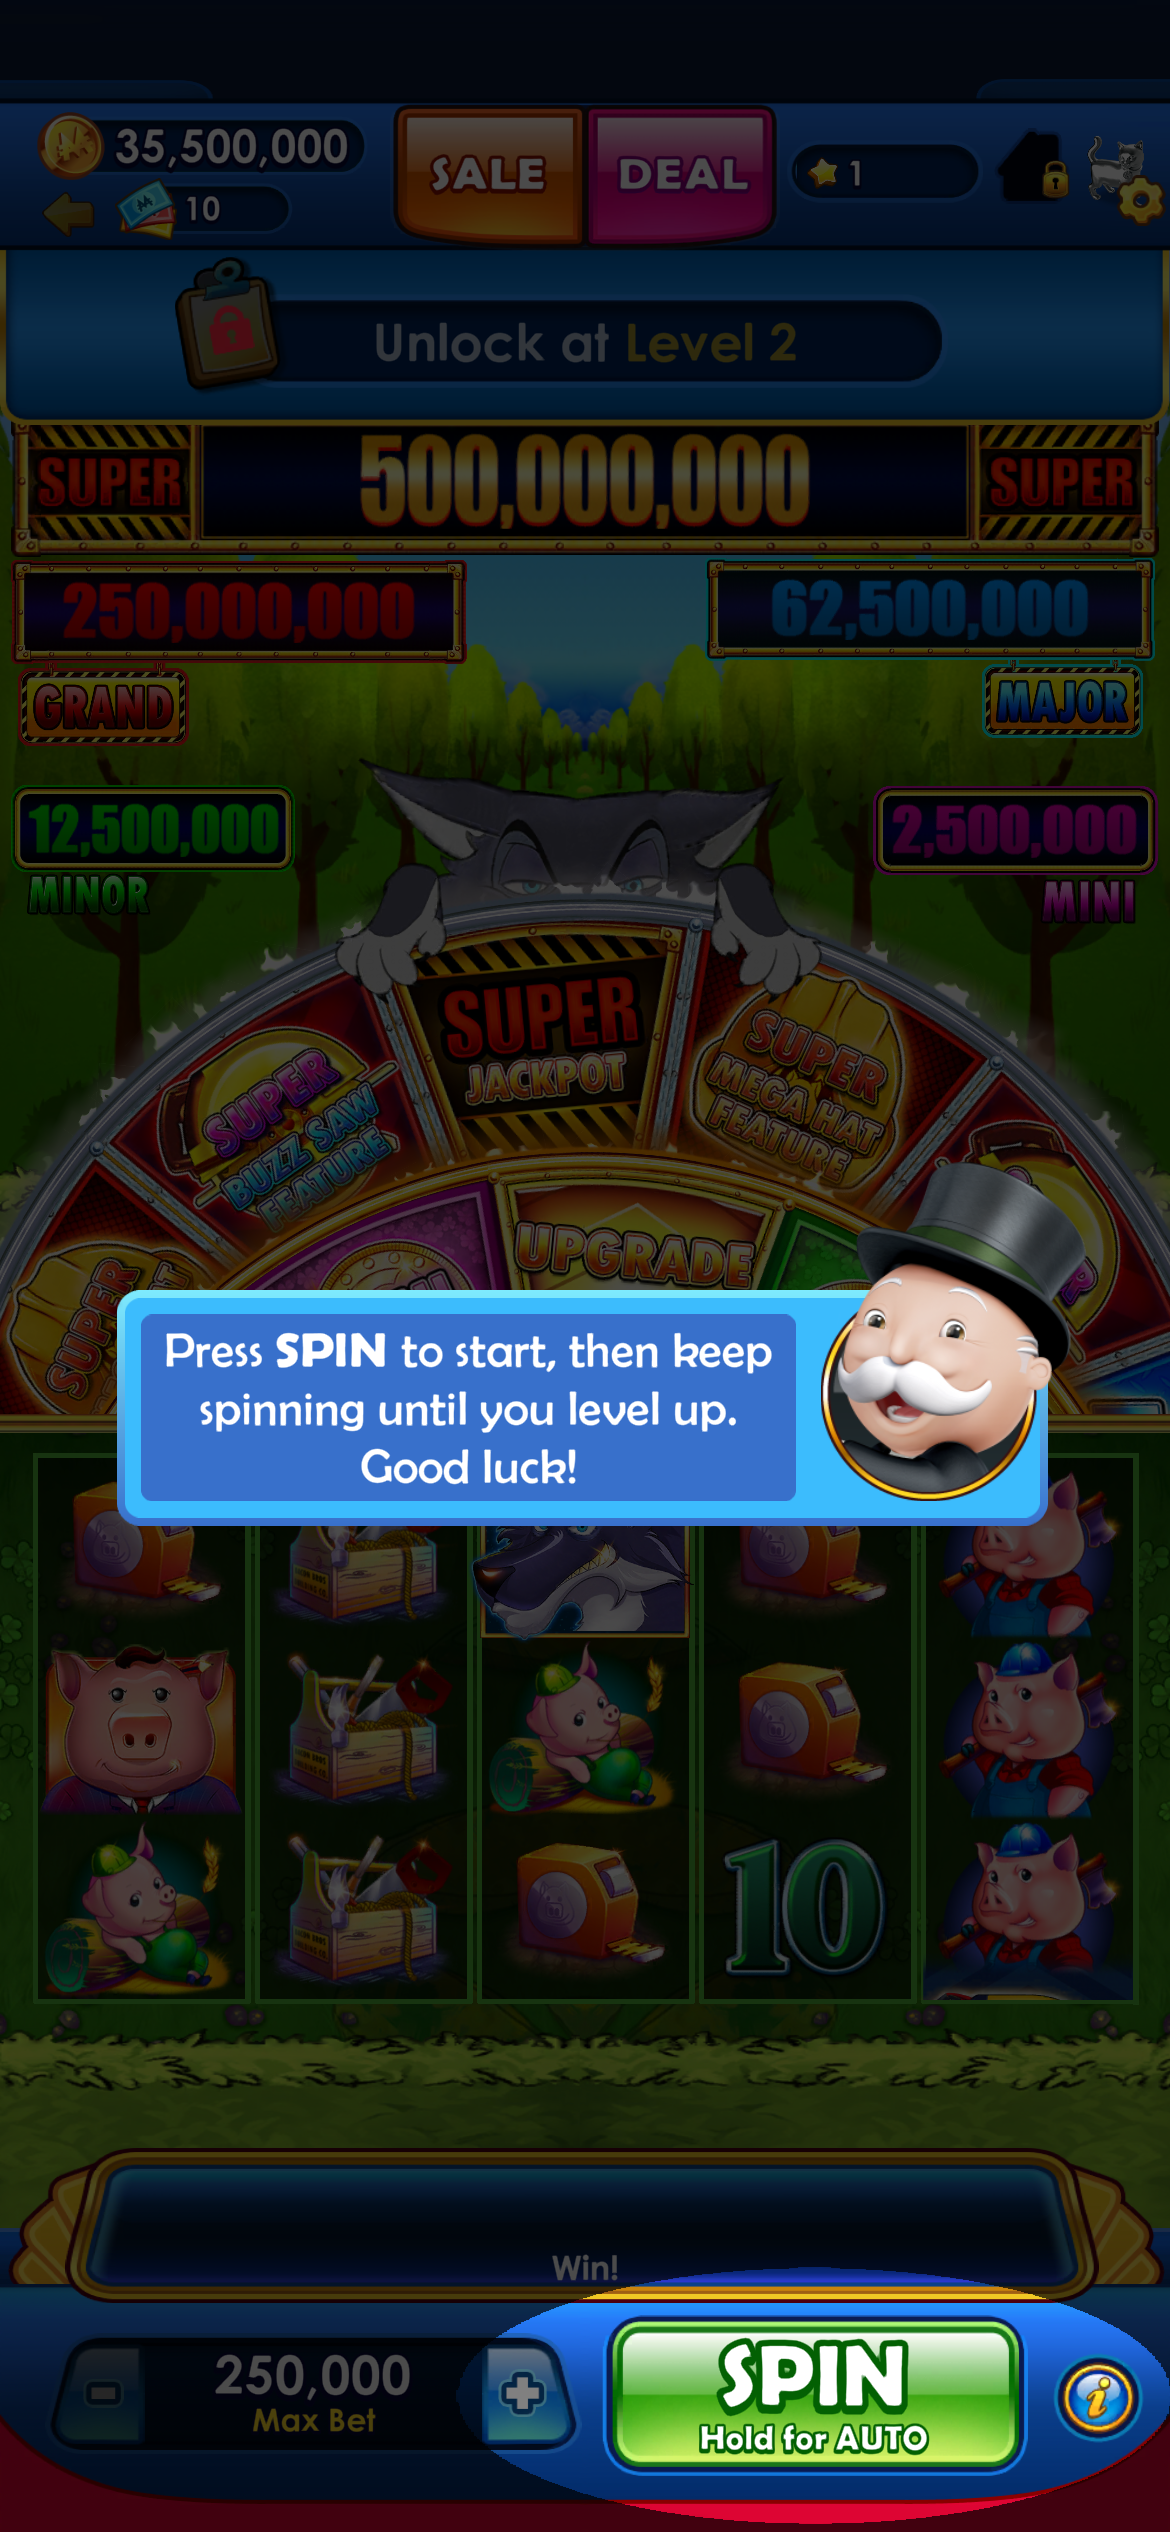 35,500,000
10
SALE
DEAL
1
Unlock at Level 2
SUPER
500,000,000
SUPER
250,000,000
62,500,000
GRAND
MAJOR
12,500,000
2,500,000
MINOR
MINI
SUPER
JACKPOT
SUPER
BUZZ SAW
FEATURE
SUPER
MEGA HAT
FEATURE
UPGRADE
SUPER
Press SPIN to start, then keep
spinning until you level up.
Good luck!
10
Win!
250,000
Max Bet
SPIN
Hold for AUTO